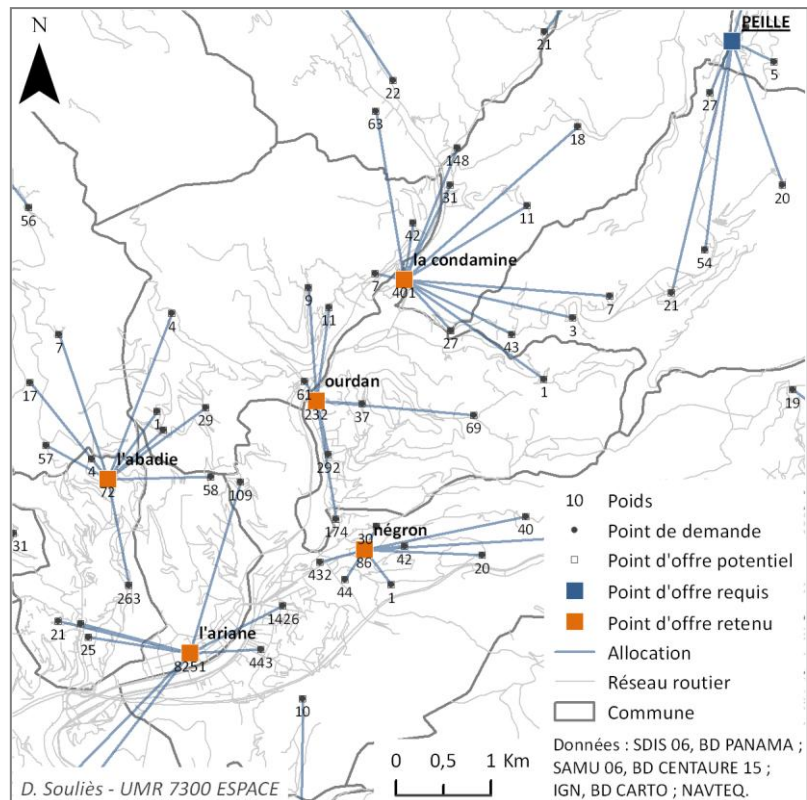 N
21
PEILLE
5
22
27
63
18
148
31
20
11
56
42
54
la condamine
7
401
21
9
7
11
4
3
27
43
7
ourdan
61
1
17
232
37
19
29
1
69
57
l'abadie
4
292
72
58
109
174
négron
40
31
30
86
42
432
20
44
1
263
1426
21
25
l'ariane
443
8251
10
10 Poids
Point de demande
Point d'offre potentiel
Point d'offre requis
Point d'offre retenu
Allocation
Réseau routier
Commune
0 0,5 1 Km
Données : SDIS 06, BD PANAMA ;
SAMU 06, BD CENTAURE 15 ;
IGN, BD CARTO ; NAVTEQ.
D. Souliès - UMR 7300 ESPACE